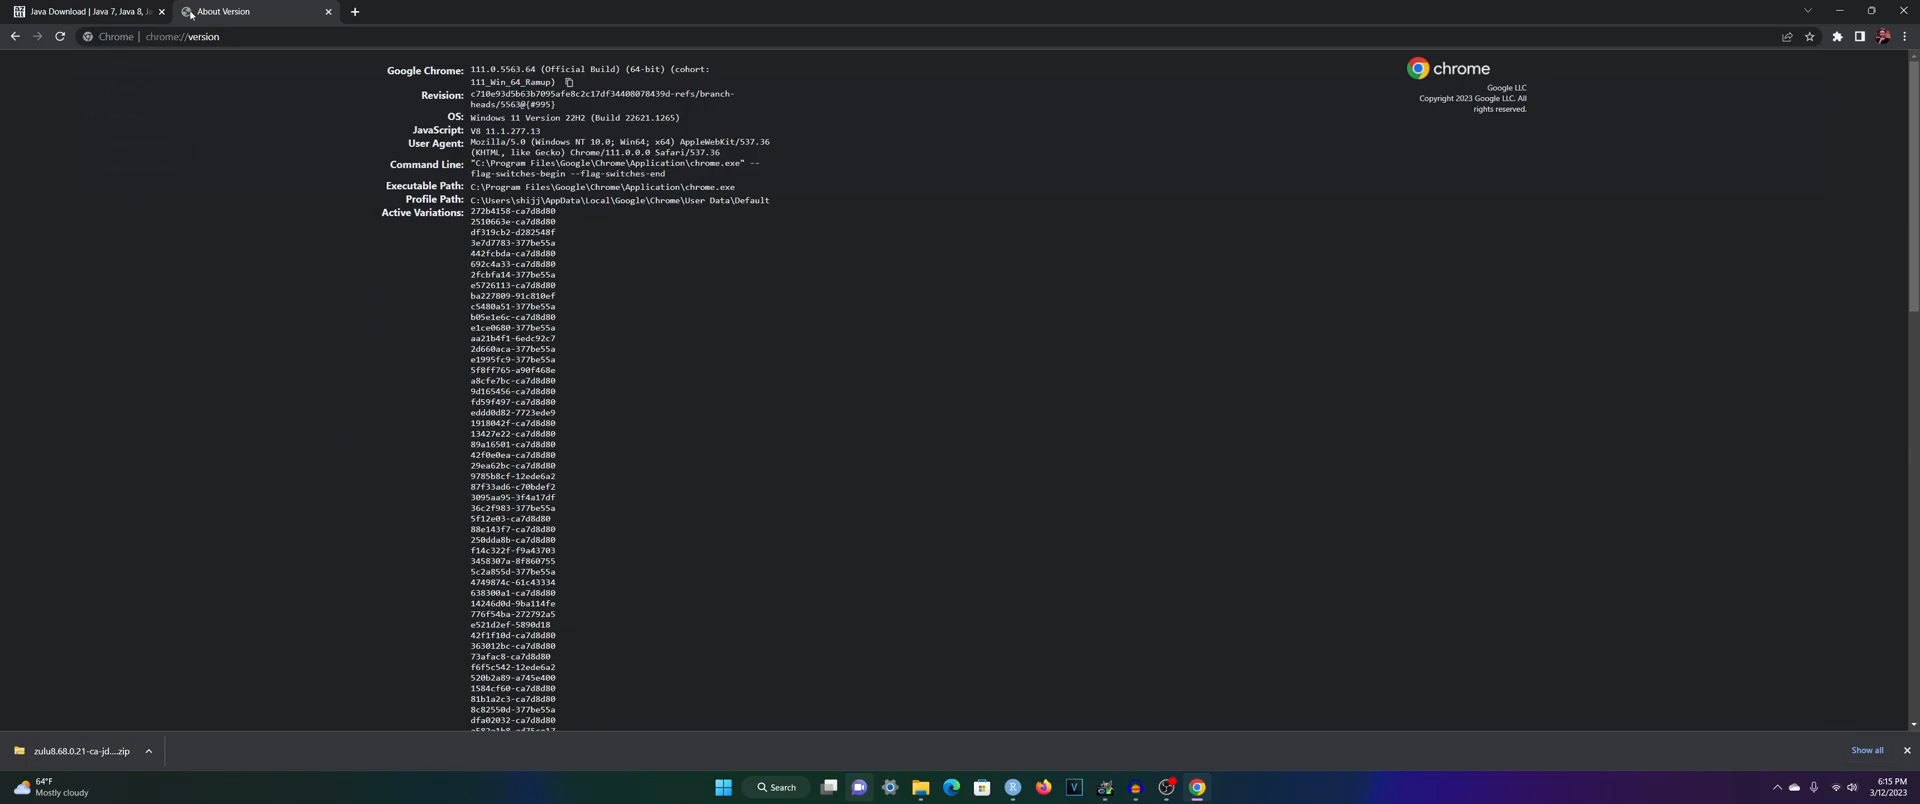 Java Download | Java 7, Java 8, Ja
About Version
Chrome | chrome://version
Google Chrome: 111.0.5563.64 (Official Build) (64-bit) (cohort:
111_Win_64_Ramup)
Revision: c710e93d5b63b7095afe8c2c17df34408078439d-refs/branch-
heads/5563@{#995}
OS: Windows 11 Version 22H2 (Build 22621.1265)
JavaScript: V8 11.1.277.13
User Agent: Mozilla/5.0 (Windows NT 10.0; Win64; x64) AppleWebKit/537.36
(KHTML, like Gecko) Chrome/111.0.0.0 Safari/537.36
Command Line: "C:\Program Files\Google\Chrome\Application\chrome.exe" --
flag-switches-begin --flag-switches-end
Executable Path: C:\Program Files\Google\Chrome\Application\chrome.exe
Profile Path: C:\Users\shijj\AppData\Local\Google\Chrome\User Data\Default
Active Variations: 272b4158-ca7d8d80
2510663e-ca7d8d80
df319cb2-d282548f
3e7d7783-377be55a
442fcbda-ca7d8d80
692c4a33-ca7d8d80
2fcbfa14-377be55a
e5726113-ca7d8d80
ba227809-91c810ef
c5480a51-377be55a
b05e1e6c-ca7d8d80
e1ce0680-377be55a
aa21b4f1-6edc92c7
2d660aca-377be55a
e1995fc9-377be55a
5f8ff765-a90f468e
a8cfe7bc-ca7d8d80
9d165456-ca7d8d80
fd59f497-ca7d8d80
eddd0d82-7723ede9
1918042f-ca7d8d80
13427e22-ca7d8d80
89a16501-ca7d8d80
42f0e0ea-ca7d8d80
29ea62bc-ca7d8d80
9785b8cf-12ede6a2
87f33ad6-c70bdef2
3095aa95-3f4a17df
36c2f983-377be55a
5f12e03-ca7d8d80
88e143f7-ca7d8d80
250dda8b-ca7d8d80
f14c322f-f9a43703
3458307a-8f860755
5c2a855d-377be55a
4749874c-61c43334
638300a1-ca7d8d80
14246d0d-9ba114fe
776f54ba-272792a5
e521d2ef-5890d18
42f1f10d-ca7d8d80
363012bc-ca7d8d80
73afac8-ca7d8d80
f6f5c542-12ede6a2
520b2a89-a745e400
1584cf60-ca7d8d80
81b1a2c3-ca7d8d80
8c82550d-377be55a
dfa02032-ca7d8d80
chrome
Google LLC
Copyright 2023 Google LLC. All
rights reserved.
zulu8.68.0.21-ca-jd....zip
Show all
64°F
Mostly cloudy
Search
6:15 PM
3/12/2023